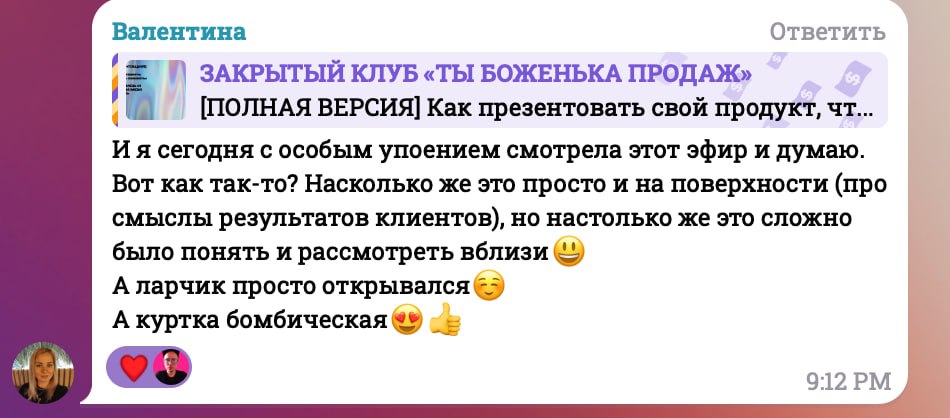 Валентина
Ответить
ЗАКРЫТЫЙ КЛУБ «ТЫ БОЖЕНЬКА ПРОДАЖ»
[ПОЛНАЯ ВЕРСИЯ] Как презентовать свой продукт, чт...
И я сегодня с особым упоением смотрела этот эфир и думаю.
Вот как так-то? Насколько же это просто и на поверхности (про
смыслы результатов клиентов), но настолько же это сложно
было понять и рассмотреть вблизи😃
А ларчик просто открывался☺️
А куртка бомбическая😍👍
9:12 PM